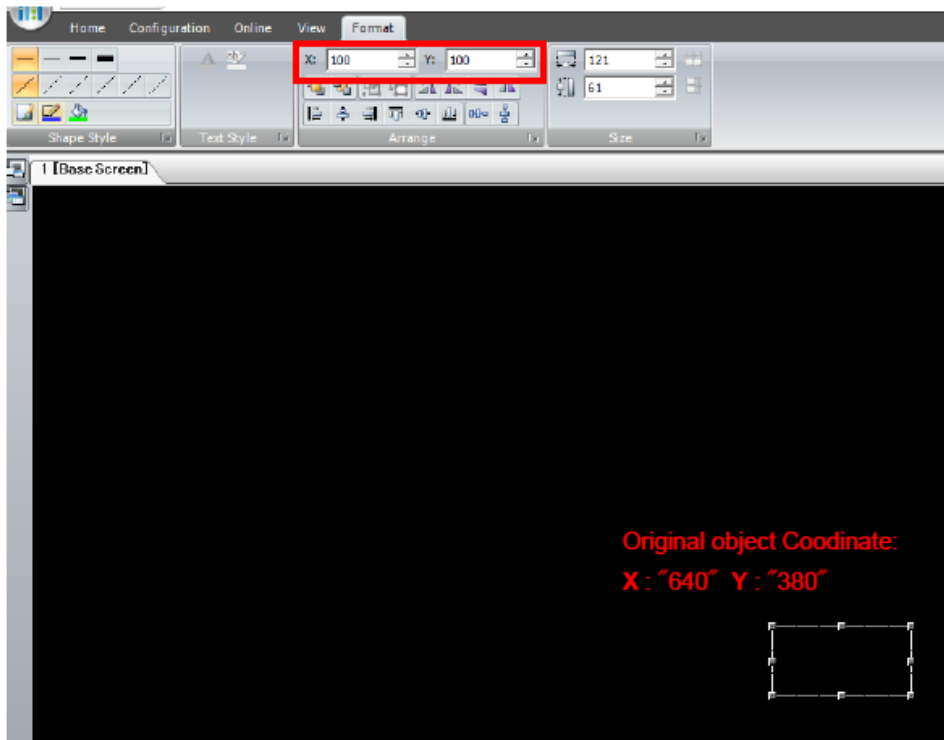 Home Configuration Online View Format
X: 100 Y: 100 121
61
Shape Style Text Style Arrange Size
1 [Base Screen]
Original object Coodinate:
X : ˝640˝ Y : ˝380˝